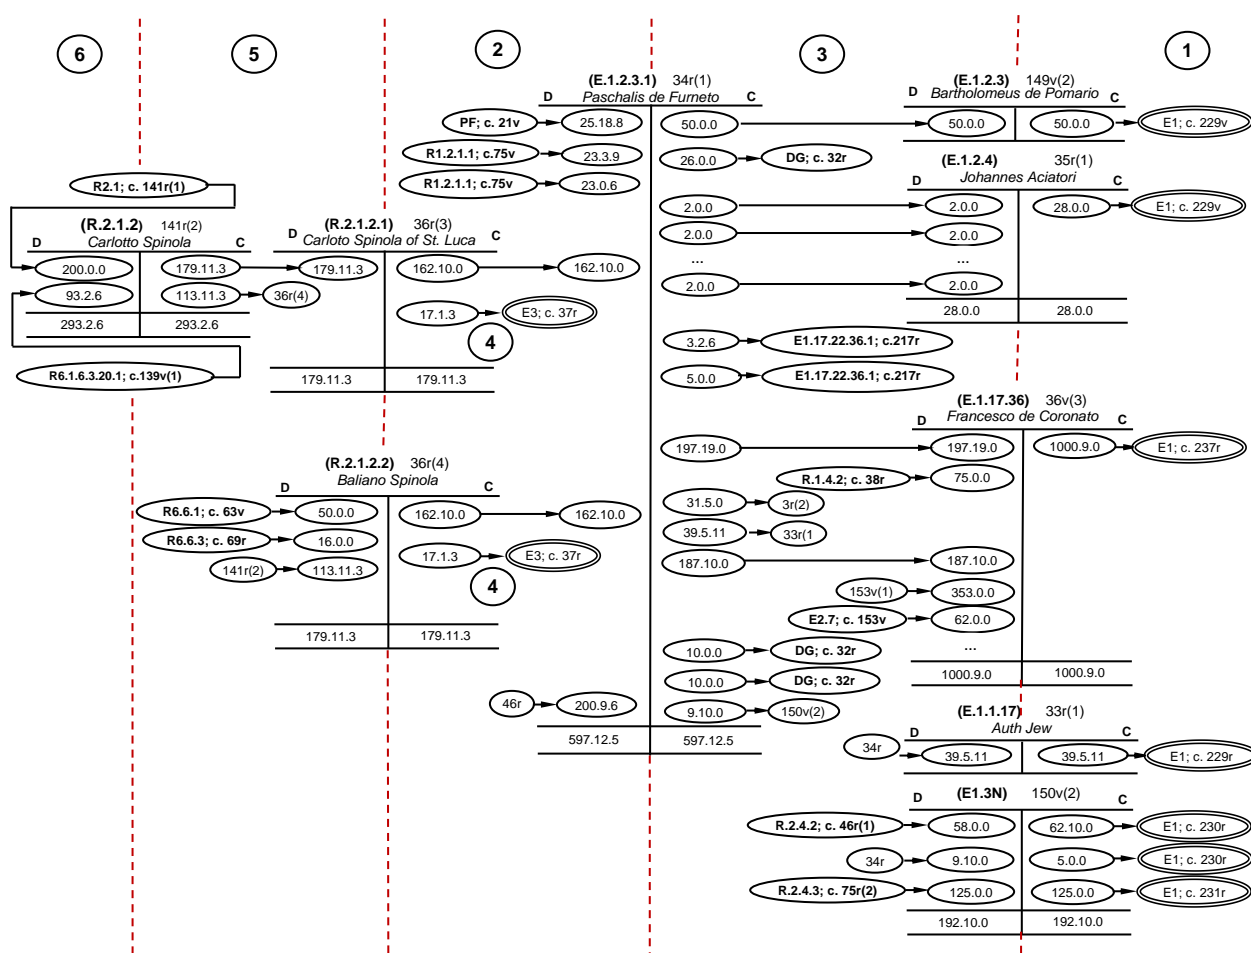 6
5
2
3
1
(E.1.2.3.1) 34r(1)
D Paschalis de Furneto C
PF; c. 21v 25.18.8 50.0.0
R1.2.1.1; c.75v 23.3.9 26.0.0 DG; c. 32r
R1.2.1.1; c.75v 23.0.6
2.0.0
2.0.0
...
2.0.0
3.2.6 E1.17.22.36.1; c.217r
5.0.0 E1.17.22.36.1; c.217r
197.19.0
31.5.0 3r(2)
39.5.11 33r(1
187.10.0
10.0.0 DG; c. 32r
10.0.0 DG; c. 32r
46r 200.9.6 9.10.0 150v(2)
597.12.5 597.12.5
(E.1.2.3) 149v(2)
D Bartholomeus de Pomario C
50.0.0 50.0.0 E1; c. 229v
(E.1.2.4) 35r(1)
D Johannes Aciatori C
2.0.0 28.0.0 E1; c. 229v
2.0.0
... ...
2.0.0
28.0.0 28.0.0
R2.1; c. 141r(1)
(R.2.1.2) 141r(2)
D Carlotto Spinola C
200.0.0 179.11.3
93.2.6 113.11.3 36r(4)
293.2.6 293.2.6
R6.1.6.3.20.1; c.139v(1)
(R.2.1.2.1) 36r(3)
D Carloto Spinola of St. Luca C
179.11.3 162.10.0 162.10.0
17.1.3 E3; c. 37r
4
179.11.3 179.11.3
(R.2.1.2.2) 36r(4)
Baliano Spinola
D C
R6.6.1; c. 63v 50.0.0 162.10.0 162.10.0
R6.6.3; c. 69r 16.0.0
17.1.3 E3; c. 37r
141r(2) 113.11.3
4
179.11.3 179.11.3
(E.1.17.36) 36v(3)
D Francesco de Coronato C
197.19.0 1000.9.0 E1; c. 237r
R.1.4.2; c. 38r 75.0.0
187.10.0
153v(1) 353.0.0
E2.7; c. 153v 62.0.0
...
1000.9.0 1000.9.0
(E.1.1.17) 33r(1)
D Auth Jew C
34r 39.5.11 39.5.11 E1; c. 229r
D (E1.3N) 150v(2) C
R.2.4.2; c. 46r(1) 58.0.0 62.10.0 E1; c. 230r
34r 9.10.0 5.0.0 E1; c. 230r
R.2.4.3; c. 75r(2) 125.0.0 125.0.0 E1; c. 231r
192.10.0 192.10.0